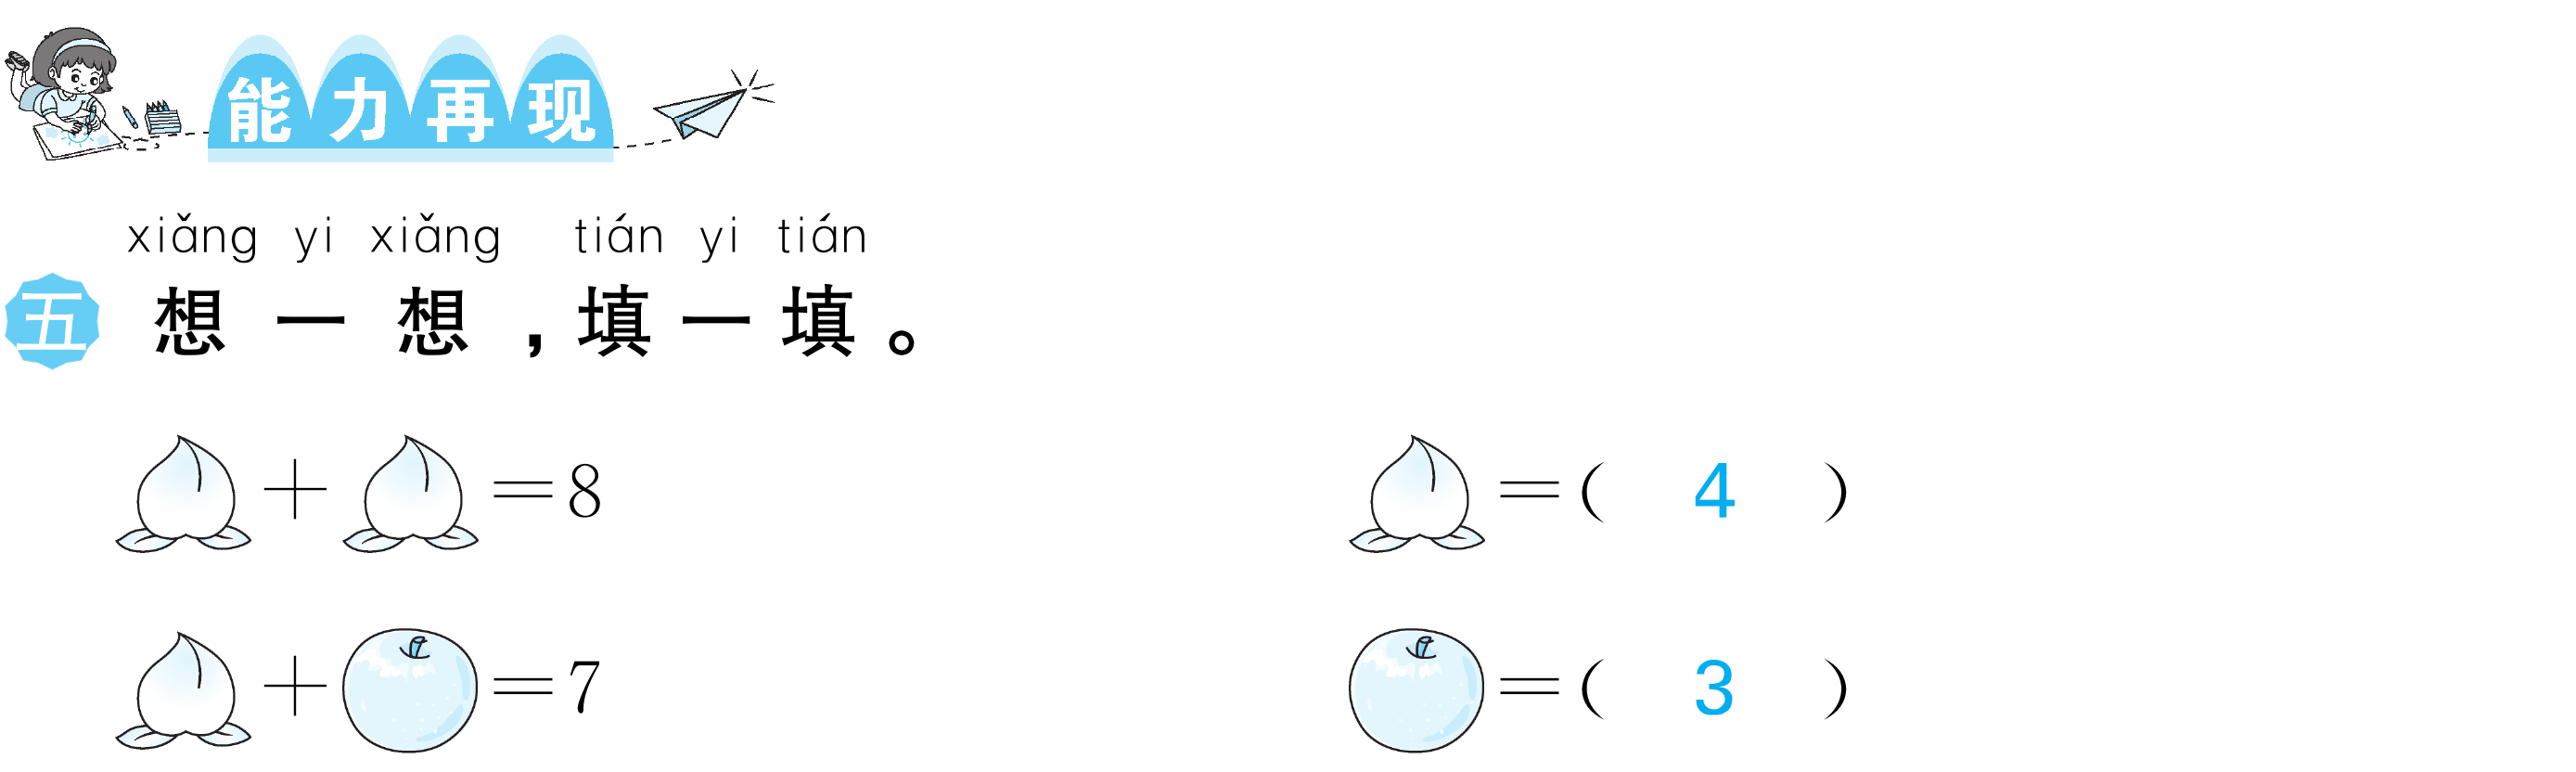 能力再现
xiǎng yi xiǎng tián yi tián
五 想一想，填一填。
+ = 8 = ( 4 )
+ = 7 = ( 3 )